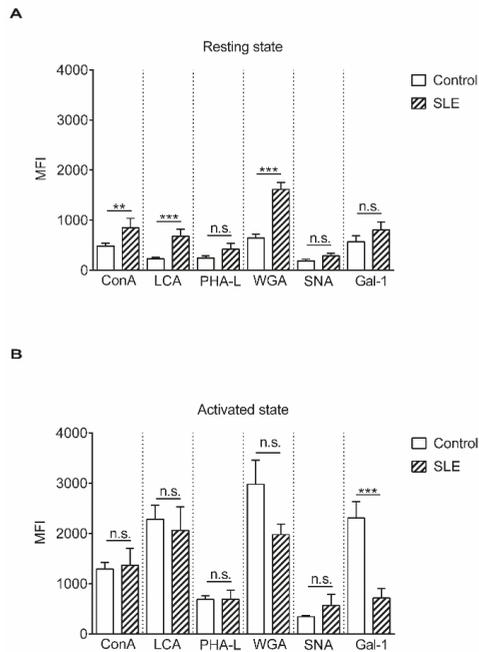 A
Resting state
4000
3000
2000
1000
0
MFI
Control
SLE
**
***
n.s.
***
n.s.
n.s.
ConA LCA PHA-L WGA SNA Gal-1
B
Activated state
4000
3000
2000
1000
0
MFI
Control
SLE
n.s.
n.s.
n.s.
n.s.
n.s.
***
ConA LCA PHA-L WGA SNA Gal-1